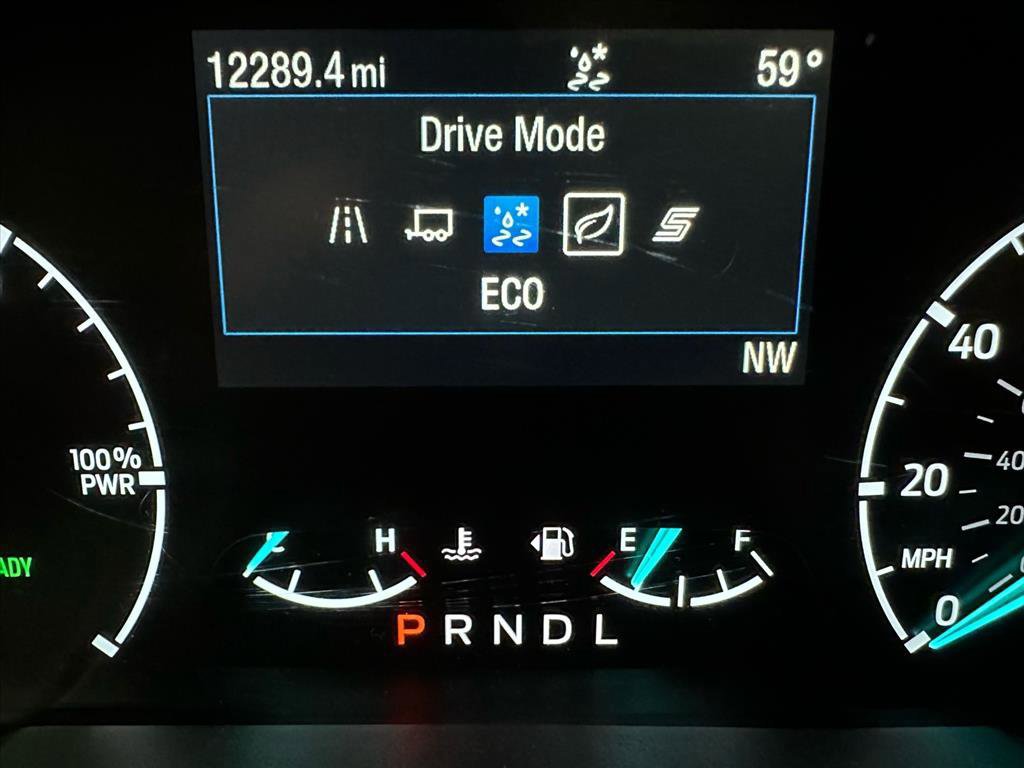 12289.4 mi 59°
Drive Mode
ECO
NW
100%
PWR
ADY
H
E F
P R N D L
40
20
MPH
0
40
20